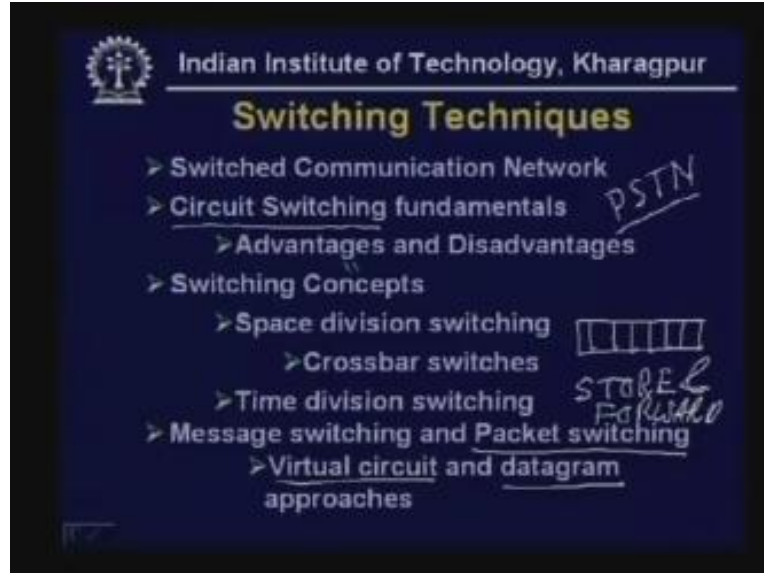 Indian Institute of Technology, Kharagpur
Switching Techniques
Switched Communication Network
Circuit Switching fundamentals
PSTN
Advantages and Disadvantages
Switching Concepts
Space division switching
Crossbar switches
Time division switching
STORE &
FORWARD
Message switching and Packet switching
Virtual circuit and datagram
approaches